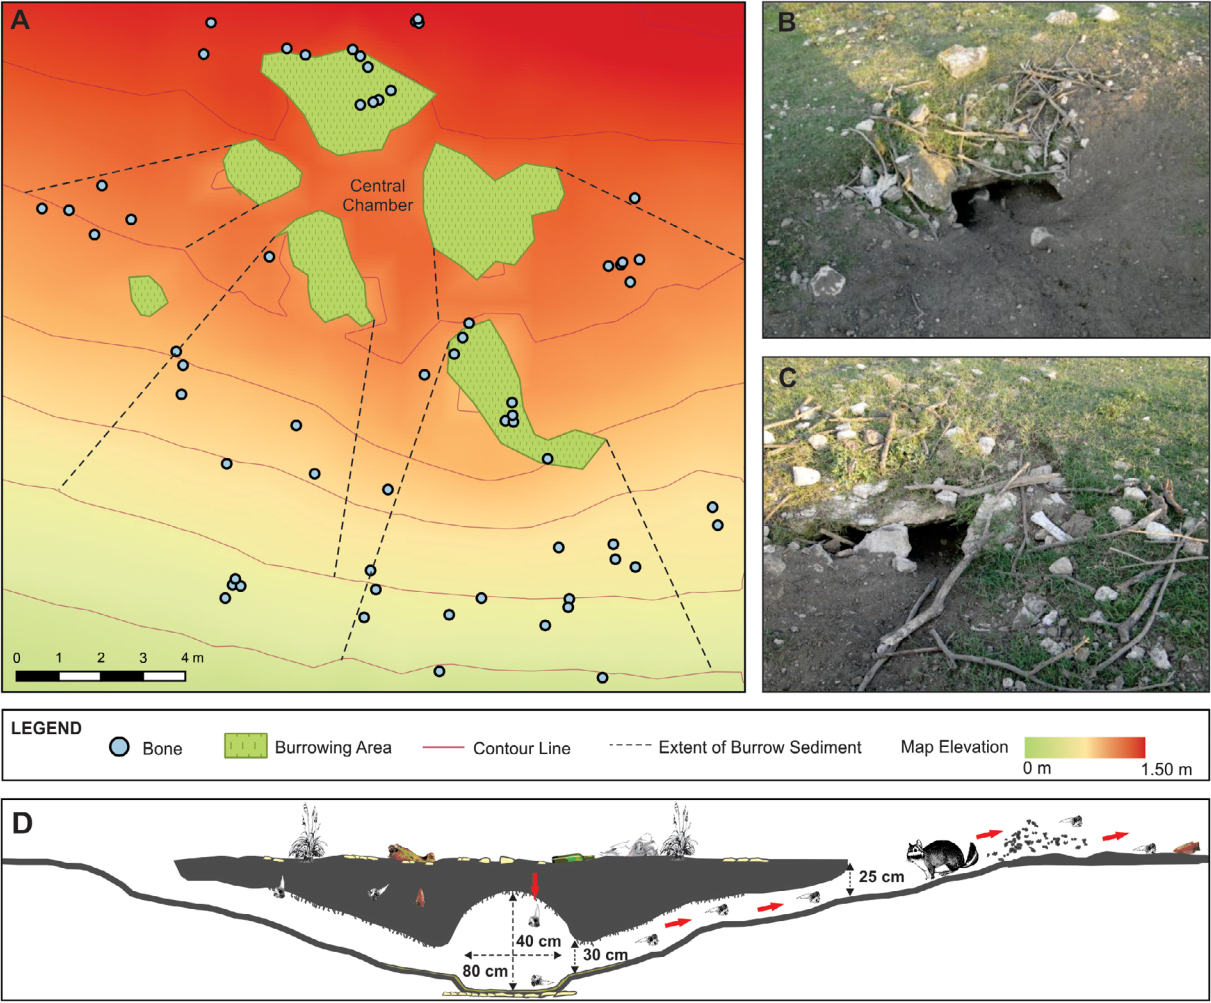 A
Central
Chamber
0 1 2 3 4 m
B
C
LEGEND
Bone
Burrowing Area
Contour Line
Extent of Burrow Sediment
Map Elevation
0 m
1.50 m
D
25 cm
40 cm
30 cm
80 cm